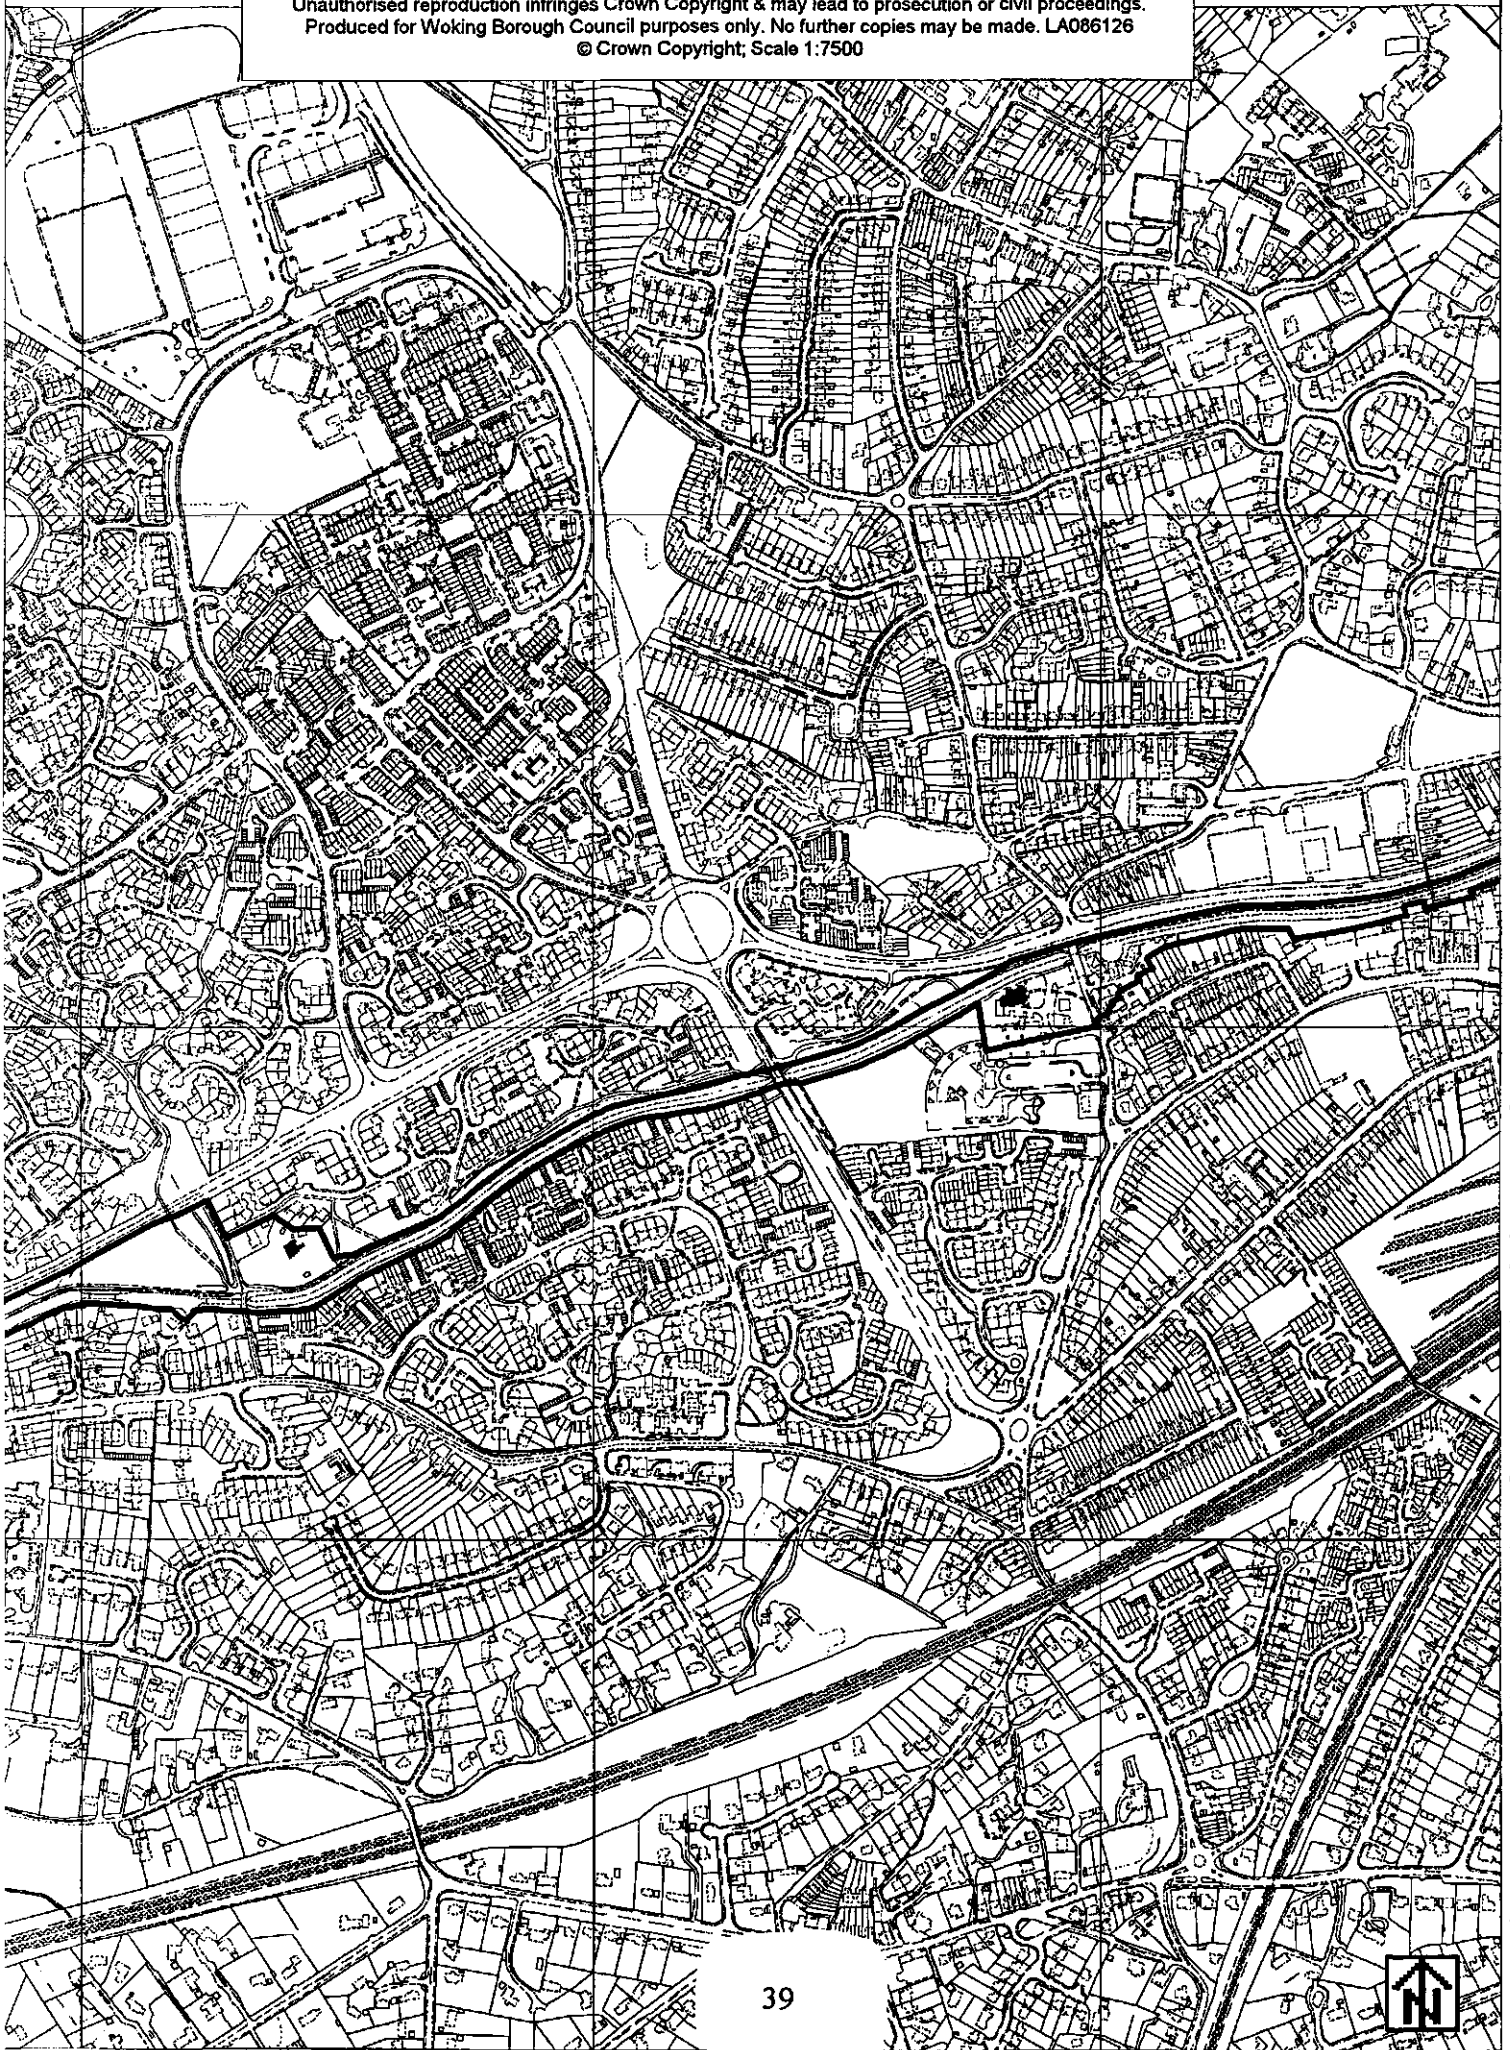 Unauthorised reproduction infringes Crown Copyright & may lead to prosecution or civil proceedings.
Produced for Woking Borough Council purposes only. No further copies may be made. LA086126
© Crown Copyright; Scale 1:7500
39
N